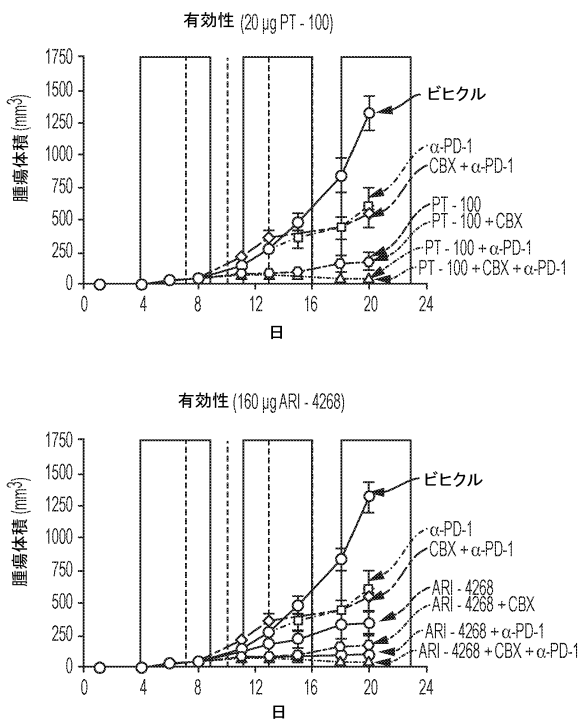 有効性 (20 µg PT - 100)
1750
1500
1250
750
500
250
0
腫瘍体積 (mm³)
0 4 8 12 16 20 24
日
ビヒクル
α-PD-1
CBX + α-PD-1
PT - 100
PT - 100 + CBX
PT - 100 + α-PD-1
PT - 100 + CBX + α-PD-1
有効性 (160 µg ARI - 4268)
1750
1500
1250
1000
750
500
250
0
腫瘍体積 (mm³)
0 4 8 12 16 20 24
日
ビヒクル
α-PD-1
CBX + α-PD-1
ARI - 4268
ARI - 4268 + CBX
ARI - 4268 + α-PD-1
ARI - 4268 + CBX + α-PD-1